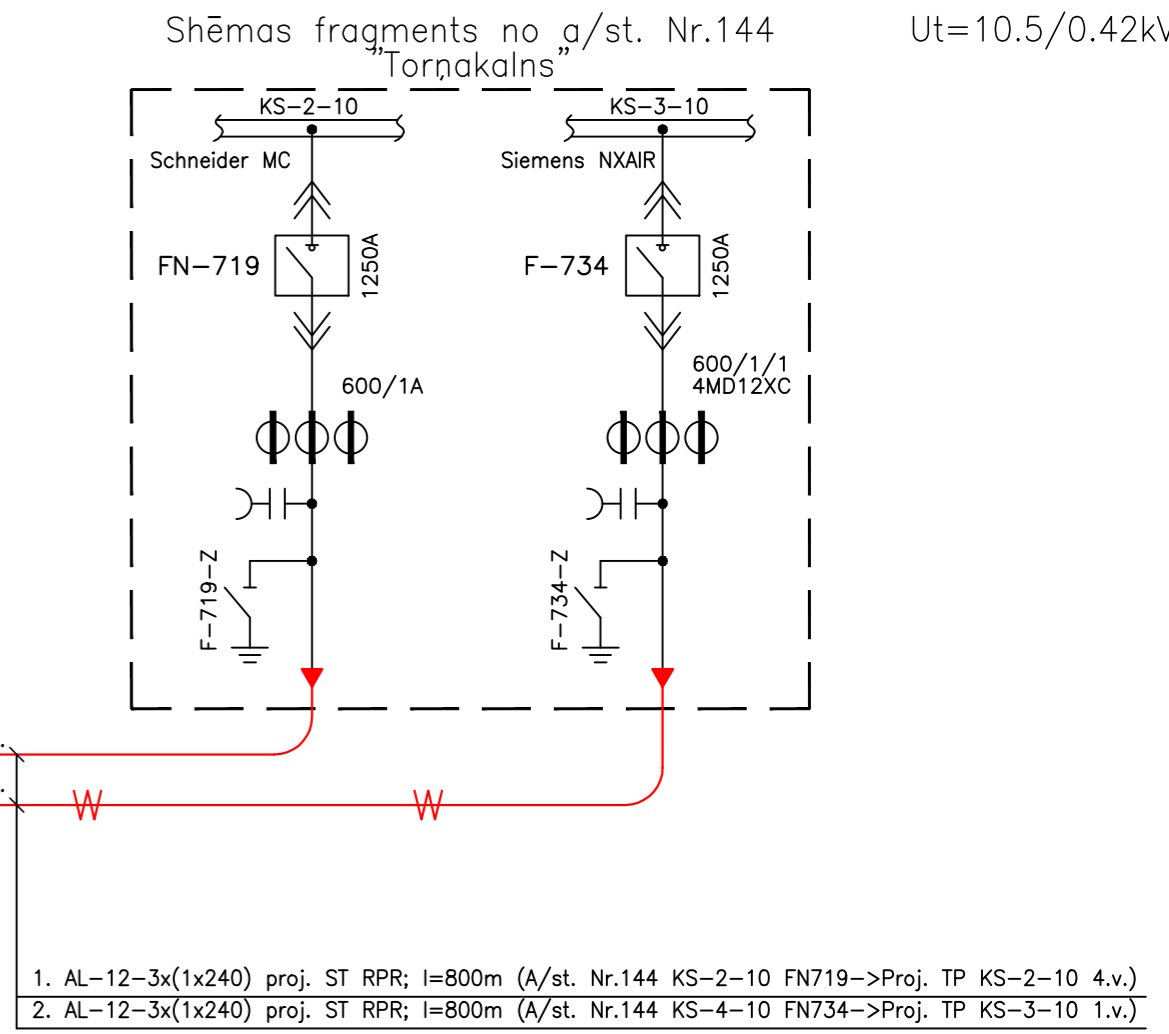 Shēmas fragments no a/st. Nr.144
"Torņakalns"
Ut=10.5/0.42kV
KS-2-10
KS-3-10
Schneider MC
Siemens NXAIR
FN-719
1250A
F-734
1250A
600/1A
600/1/1
4MD12XC
F-719-Z
F-734-Z
1. AL-12-3x(1x240) proj. ST RPR; l=800m (A/st. Nr.144 KS-2-10 FN719->Proj. TP KS-2-10 4.v.)
2. AL-12-3x(1x240) proj. ST RPR; l=800m (A/st. Nr.144 KS-4-10 FN734->Proj. TP KS-3-10 1.v.)